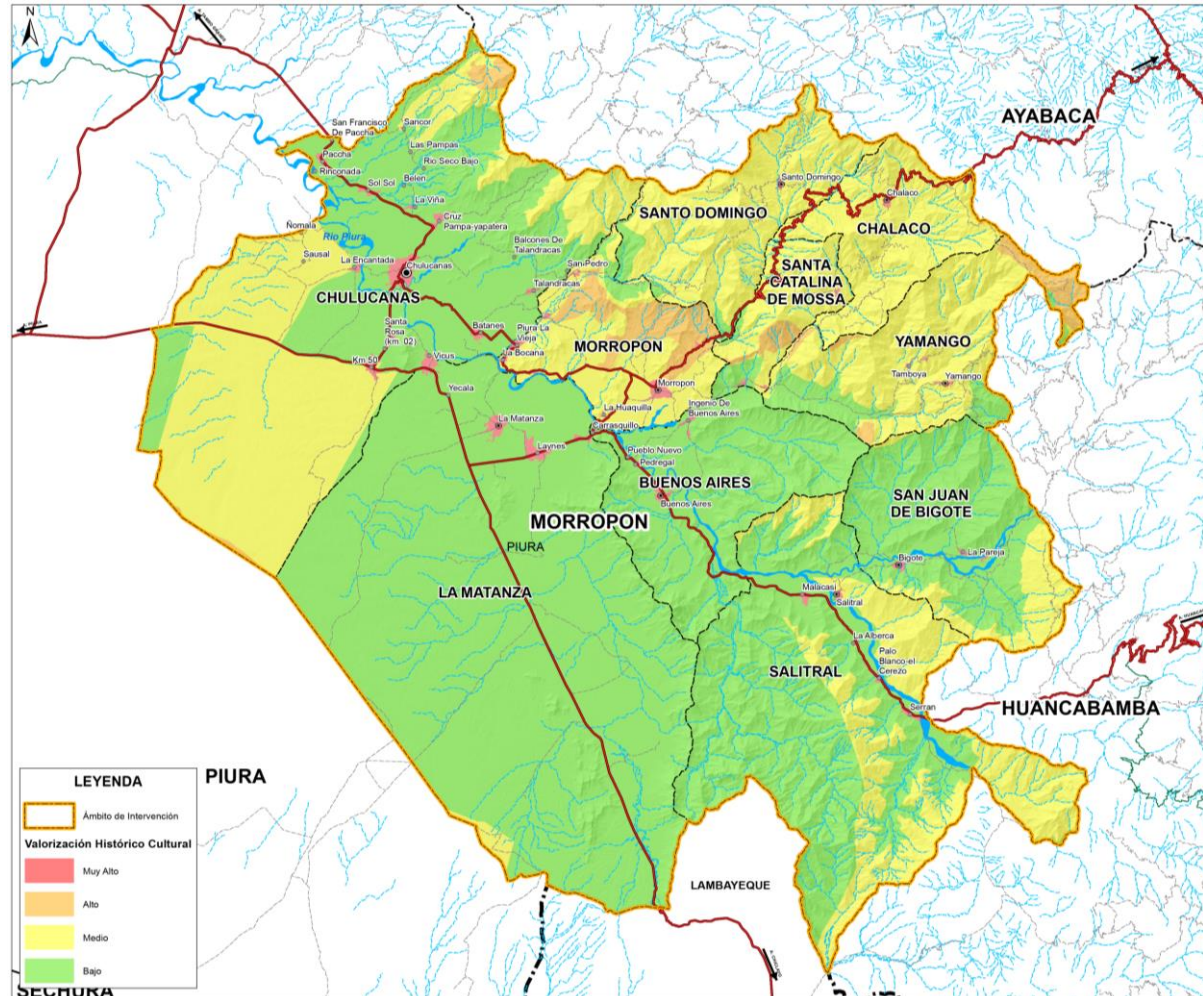 N
AYABACA
San Francisco
De Paccha
Sancor
Las Pampas
Paccha
Rio Seco Bajo
Rinconada
Sol Sol
Belen
La Viña
Cruz
Pampa-yapatera
Santo Domingo
Chalaco
SANTO DOMINGO
CHALACO
Ñomala
Rio Piura
Sausal
La Encantada
Chulucanas
Balcones De
Talandracas
San Pedro
Talandracas
SANTA
CATALINA
DE MOSSA
CHULUCANAS
Santa
Rosa
(km 02)
Batanes
Piura La
Vieja
La Bocana
MORROPON
YAMANGO
Km 50
Vicus
Yecala
Morropon
Tamboya
Yamango
La Matanza
La Huaquilla
Ingenio De
Buenos Aires
Carrasquillo
Laynes
Pueblo Nuevo
Pedregal
BUENOS AIRES
Buenos Aires
SAN JUAN
DE BIGOTE
MORROPON
PIURA
La Pareja
Bigote
LA MATANZA
Malacasi
Salitral
La Alberca
Palo
Blanco-el
Cerezo
SALITRAL
Serran
HUANCABAMBA
PIURA
LAMBAYEQUE
LEYENDA
Ámbito de Intervención
Valorización Histórico Cultural
Muy Alto
Alto
Medio
Bajo
SECHURA